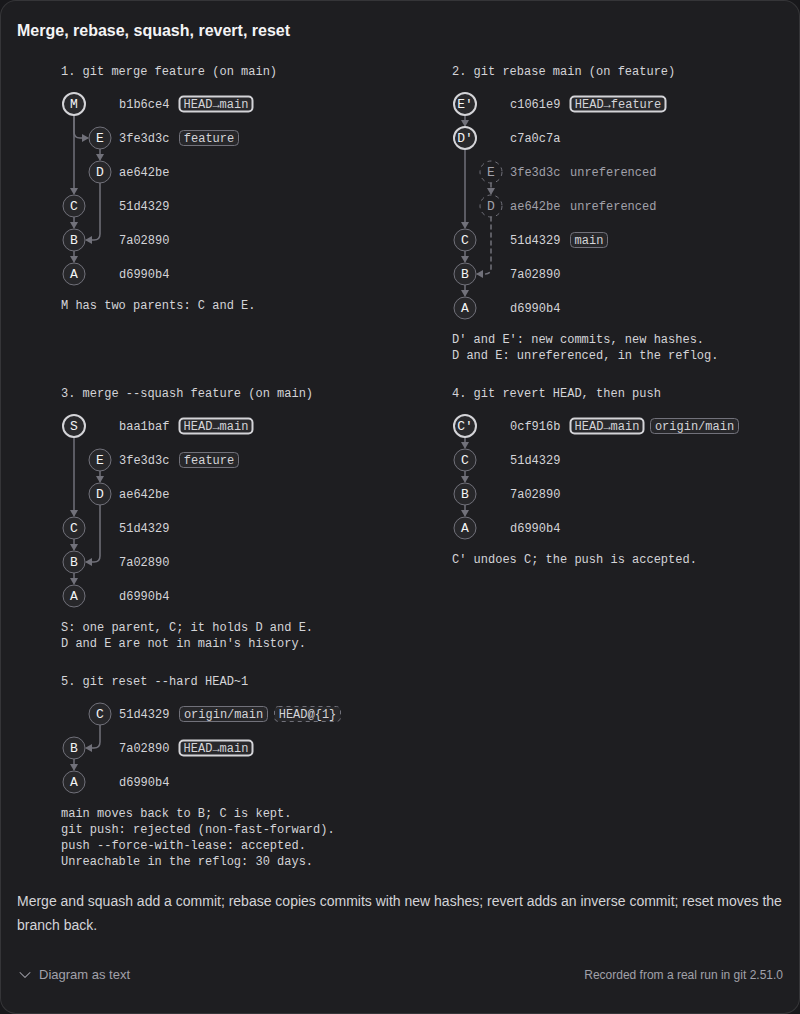 Merge, rebase, squash, revert, reset
1. git merge feature (on main)
M b1b6ce4 HEAD→main
E 3fe3d3c feature
D ae642be
C 51d4329
B 7a02890
A d6990b4
M has two parents: C and E.
2. git rebase main (on feature)
E' c1061e9 HEAD→feature
D' c7a0c7a
E 3fe3d3c unreferenced
D ae642be unreferenced
C 51d4329 main
B 7a02890
A d6990b4
D' and E': new commits, new hashes.
D and E: unreferenced, in the reflog.
3. merge --squash feature (on main)
S baa1baf HEAD→main
E 3fe3d3c feature
D ae642be
C 51d4329
B 7a02890
A d6990b4
S: one parent, C; it holds D and E.
D and E are not in main's history.
4. git revert HEAD, then push
C' 0cf916b HEAD→main origin/main
C 51d4329
B 7a02890
A d6990b4
C' undoes C; the push is accepted.
5. git reset --hard HEAD~1
C 51d4329 origin/main HEAD@{1}
B 7a02890 HEAD→main
A d6990b4
main moves back to B; C is kept.
git push: rejected (non-fast-forward).
push --force-with-lease: accepted.
Unreachable in the reflog: 30 days.
Merge and squash add a commit; rebase copies commits with new hashes; revert adds an inverse commit; reset moves the
branch back.
Diagram as text
Recorded from a real run in git 2.51.0